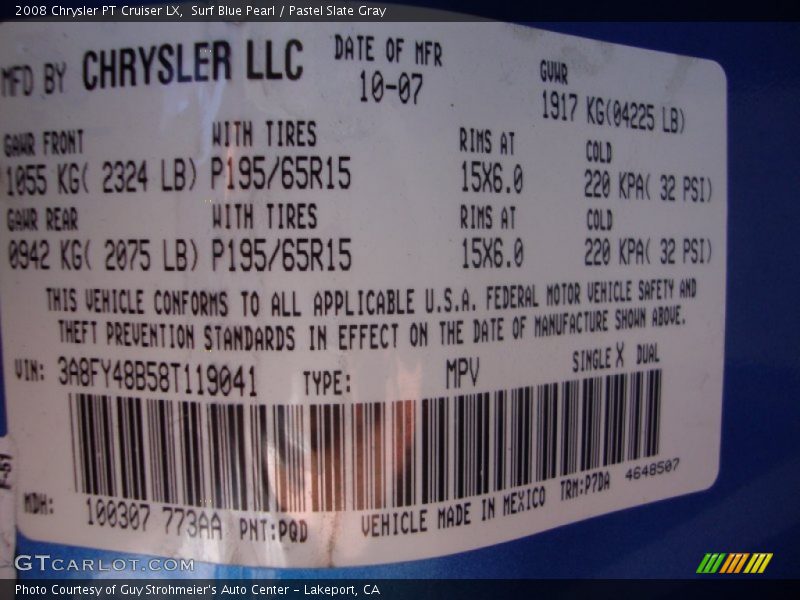 2008 Chrysler PT Cruiser LX,  Surf Blue Pearl / Pastel Slate Gray
MFD BY CHRYSLER LLC DATE OF MFR GVWR
10-07 1917 KG(04225 LB)
GAWR FRONT WITH TIRES RIMS AT COLD
1055 KG( 2324 LB) P195/65R15 15X6.0 220 KPA( 32 PSI)
GAWR REAR WITH TIRES RIMS AT COLD
0942 KG( 2075 LB) P195/65R15 15X6.0 220 KPA( 32 PSI)
THIS VEHICLE CONFORMS TO ALL APPLICABLE U.S.A. FEDERAL MOTOR VEHICLE SAFETY AND
THEFT PREVENTION STANDARDS IN EFFECT ON THE DATE OF MANUFACTURE SHOWN ABOVE.
VIN: 3A8FY48B58T119041 TYPE: MPV SINGLE X DUAL
MDH: 100307 773AA PNT:PQD VEHICLE MADE IN MEXICO TRM:P7DA 4648507
GTCARLOT.COM
Photo Courtesy of Guy Strohmeier's Auto Center - Lakeport, CA